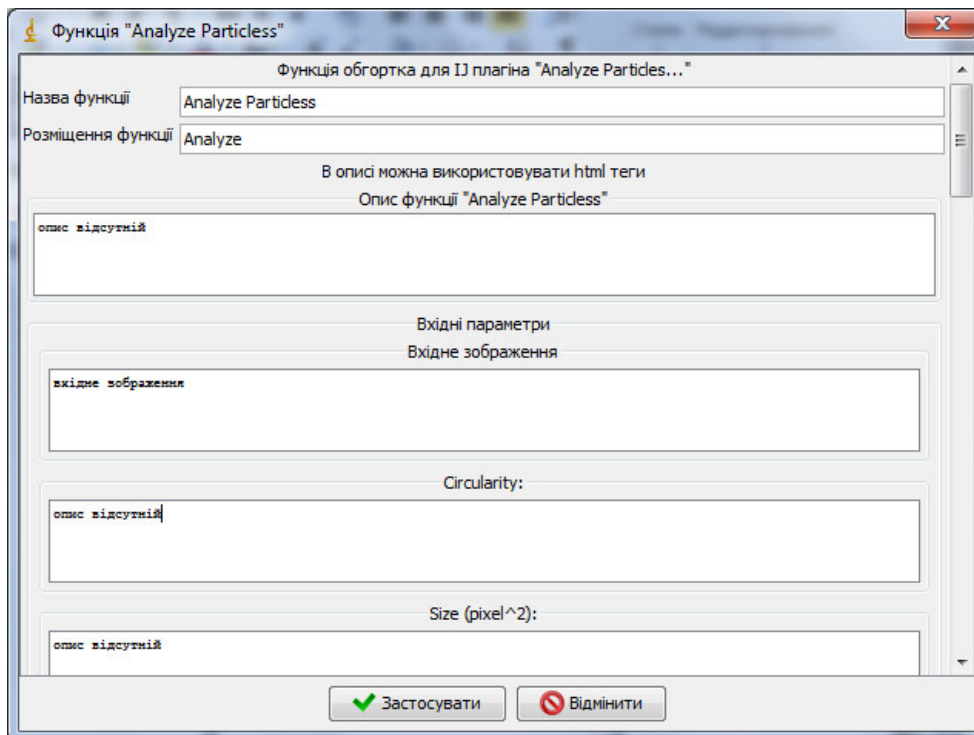 Функція "Analyze Particless"
Функція обгортка для IJ плагіна "Analyze Particles..."
Назва функції Analyze Particless
Розміщення функції Analyze
В описі можна використовувати html теги
Опис функції "Analyze Particless"
опис відсутній
Вхідні параметри
Вхідне зображення
вхідне зображення
Circularity:
опис відсутній
Size (pixel^2):
опис відсутній
Застосувати Відмінити